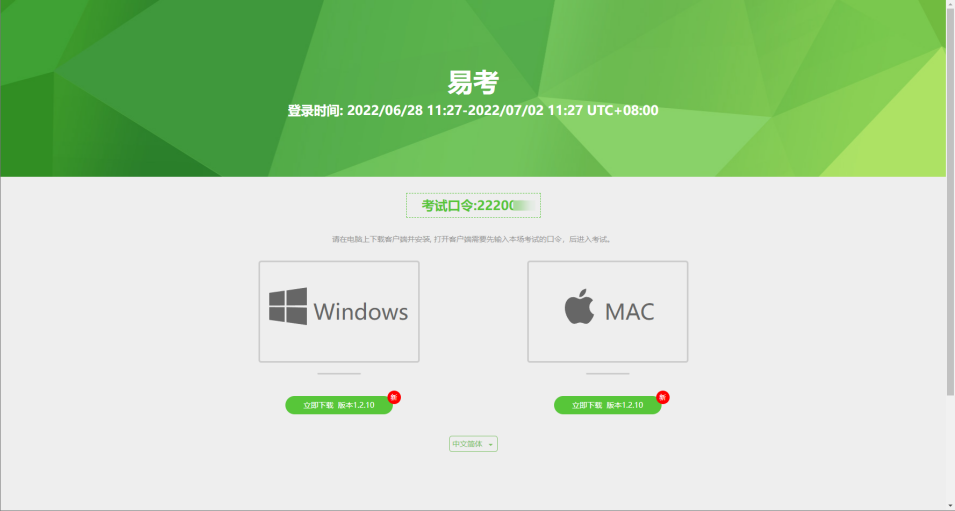 易考
登录时间: 2022/06/28 11:27-2022/07/02 11:27 UTC+08:00
考试口令:22200
请在电脑上下载客户端并安装, 打开客户端需要先输入本场考试的口令，后进入考试。
Windows
MAC
立即下载 版本1.2.10
新
立即下载 版本1.2.10
新
中文简体